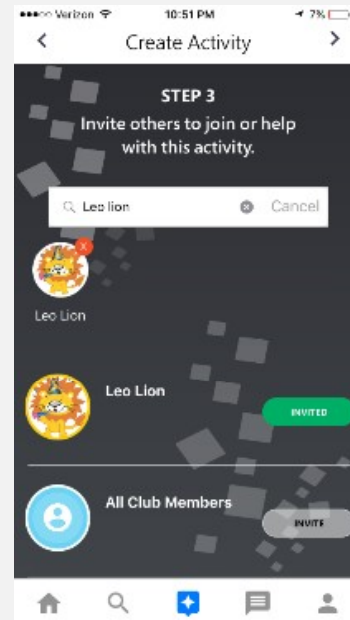 Verizon 10:51 PM 7%
Create Activity
STEP 3
Invite others to join or help
with this activity.
Leo lion Cancel
X
Leo Lion
Leo Lion
INVITED
All Club Members
INVITE